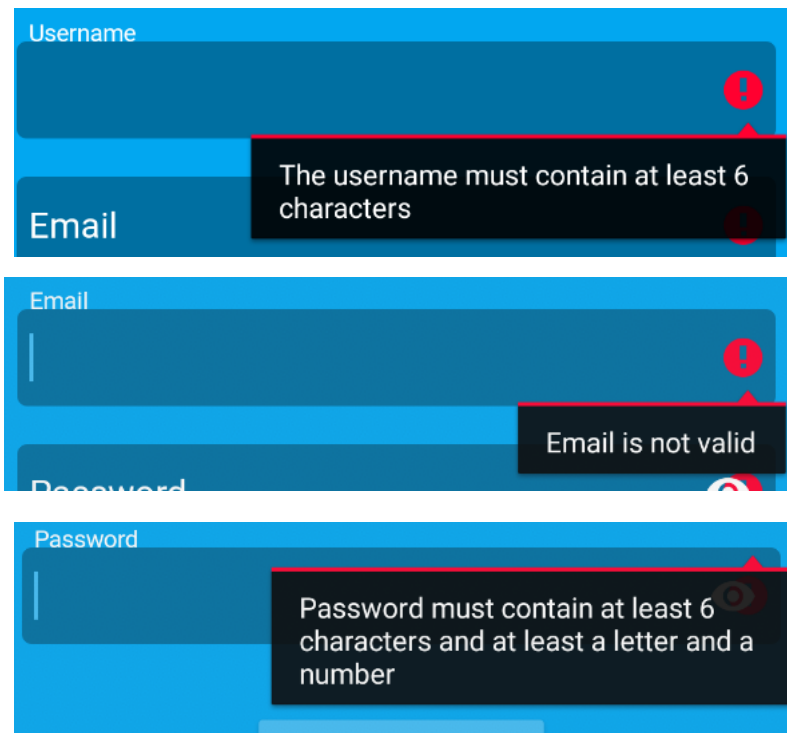 Username
The username must contain at least 6
characters
Email
Email
Email is not valid
Password
Password
Password must contain at least 6
characters and at least a letter and a
number